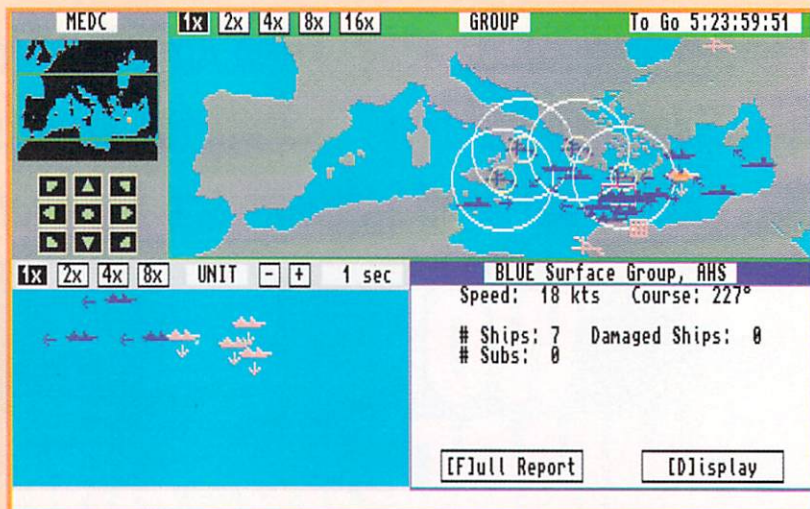 MEDC
1x 2x 4x 8x 16x GROUP To Go 5:23:59:51
1x 2x 4x 8x UNIT - + 1 sec
BLUE Surface Group, AHS
Speed: 18 kts Course: 227°
# Ships: 7 Damaged Ships: 0
# Subs: 0
[F]ull Report [D]isplay